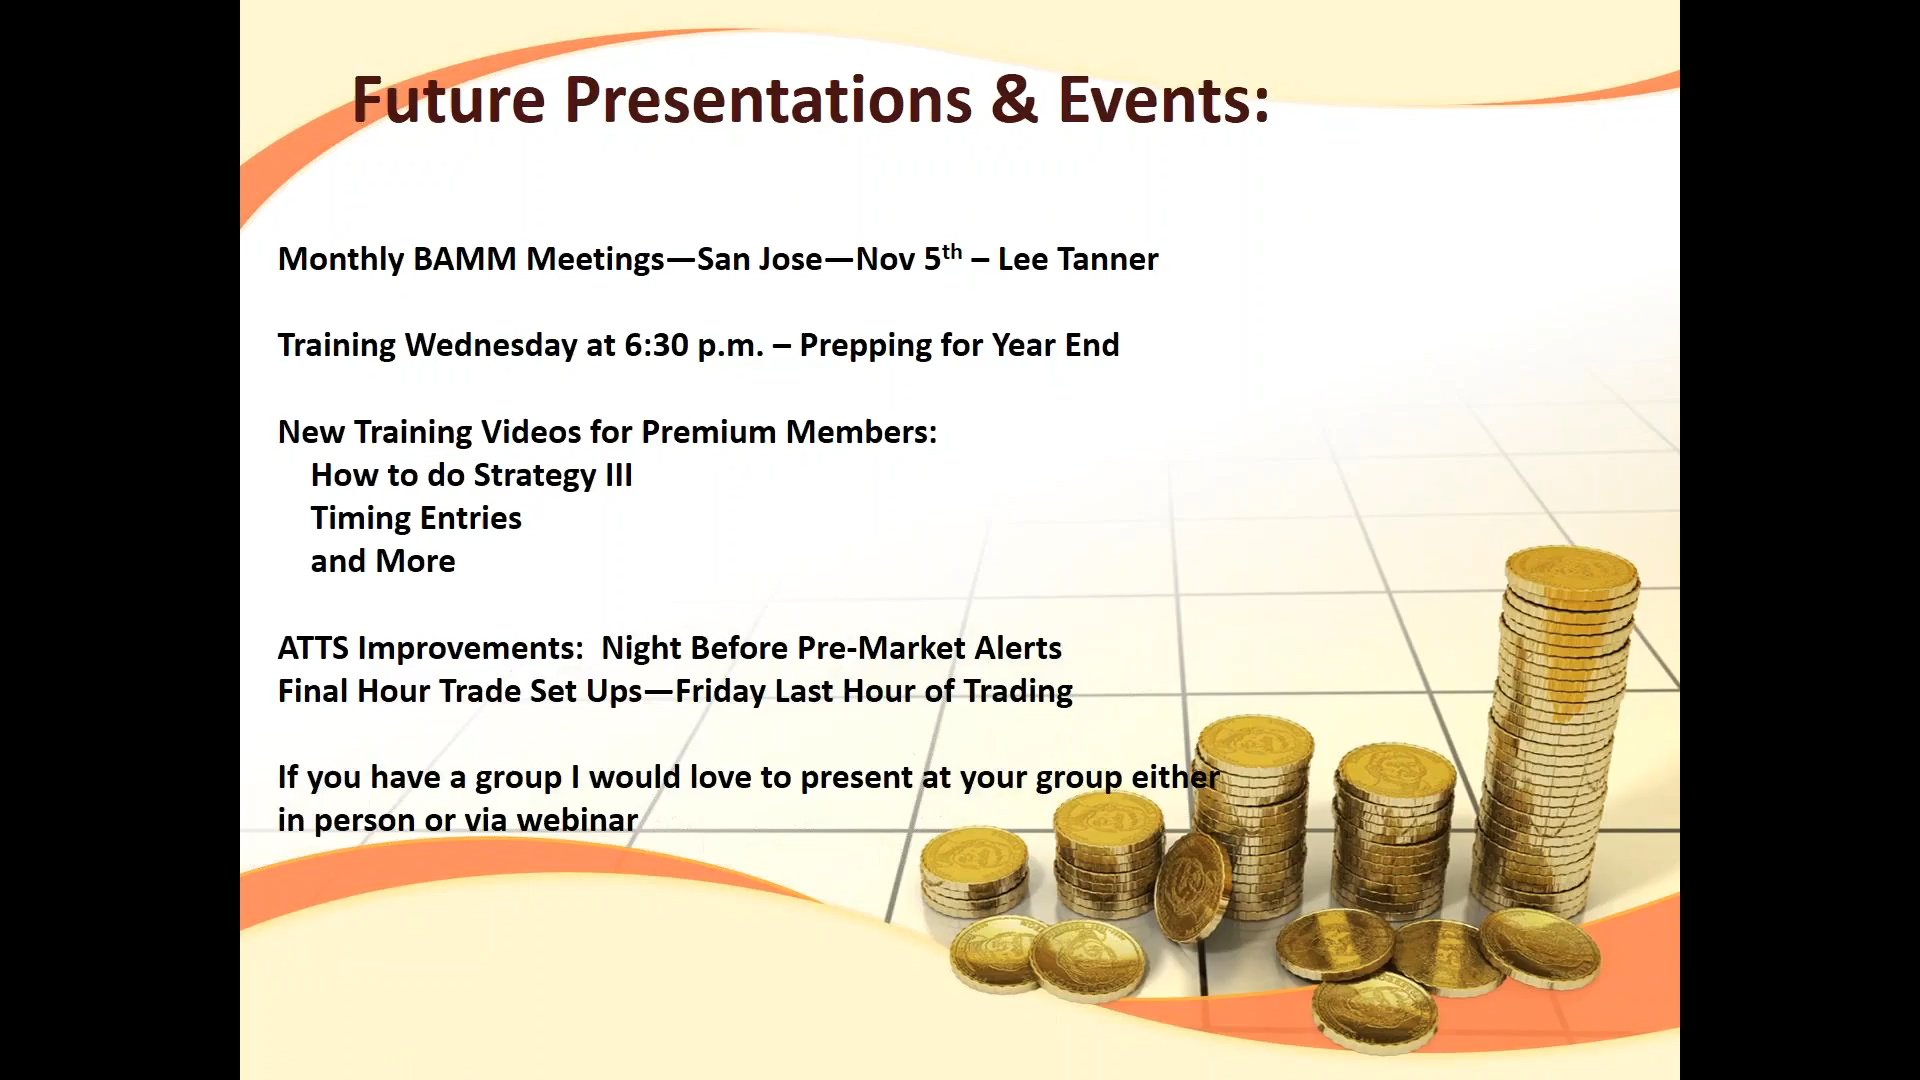 Future Presentations & Events:
Monthly BAMM Meetings—San Jose—Nov 5th – Lee Tanner
Training Wednesday at 6:30 p.m. – Prepping for Year End
New Training Videos for Premium Members:
How to do Strategy III
Timing Entries
and More
ATTS Improvements:  Night Before Pre-Market Alerts
Final Hour Trade Set Ups—Friday Last Hour of Trading
If you have a group I would love to present at your group either
in person or via webinar